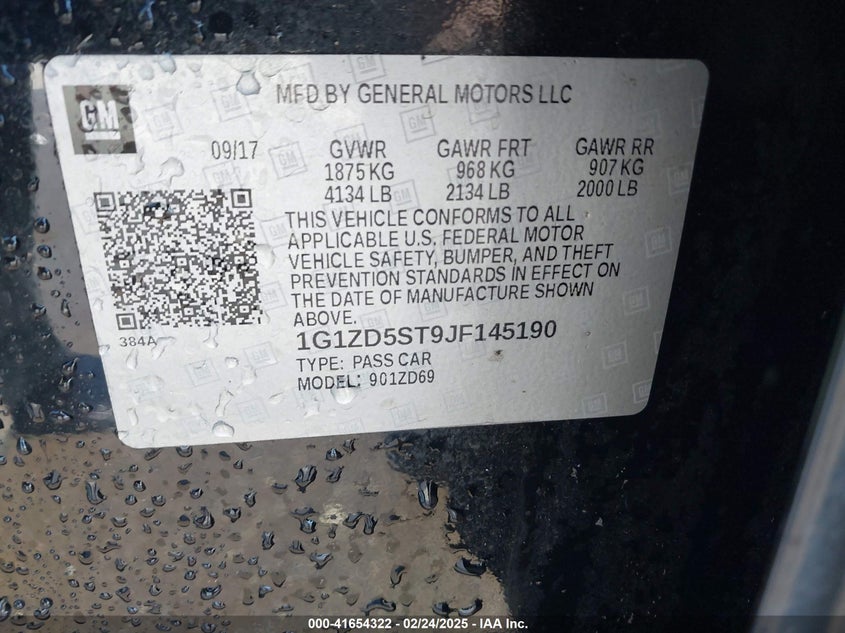 GM
MFD BY GENERAL MOTORS LLC
09/17
GVWR
1875 KG
4134 LB
GAWR FRT
968 KG
2134 LB
GAWR RR
907 KG
2000 LB
THIS VEHICLE CONFORMS TO ALL
APPLICABLE U.S. FEDERAL MOTOR
VEHICLE SAFETY, BUMPER, AND THEFT
PREVENTION STANDARDS IN EFFECT ON
THE DATE OF MANUFACTURE SHOWN
ABOVE.
384A
1G1ZD5ST9JF145190
TYPE: PASS CAR
MODEL: 901ZD69
000-41654322 - 02/24/2025 - IAA Inc.